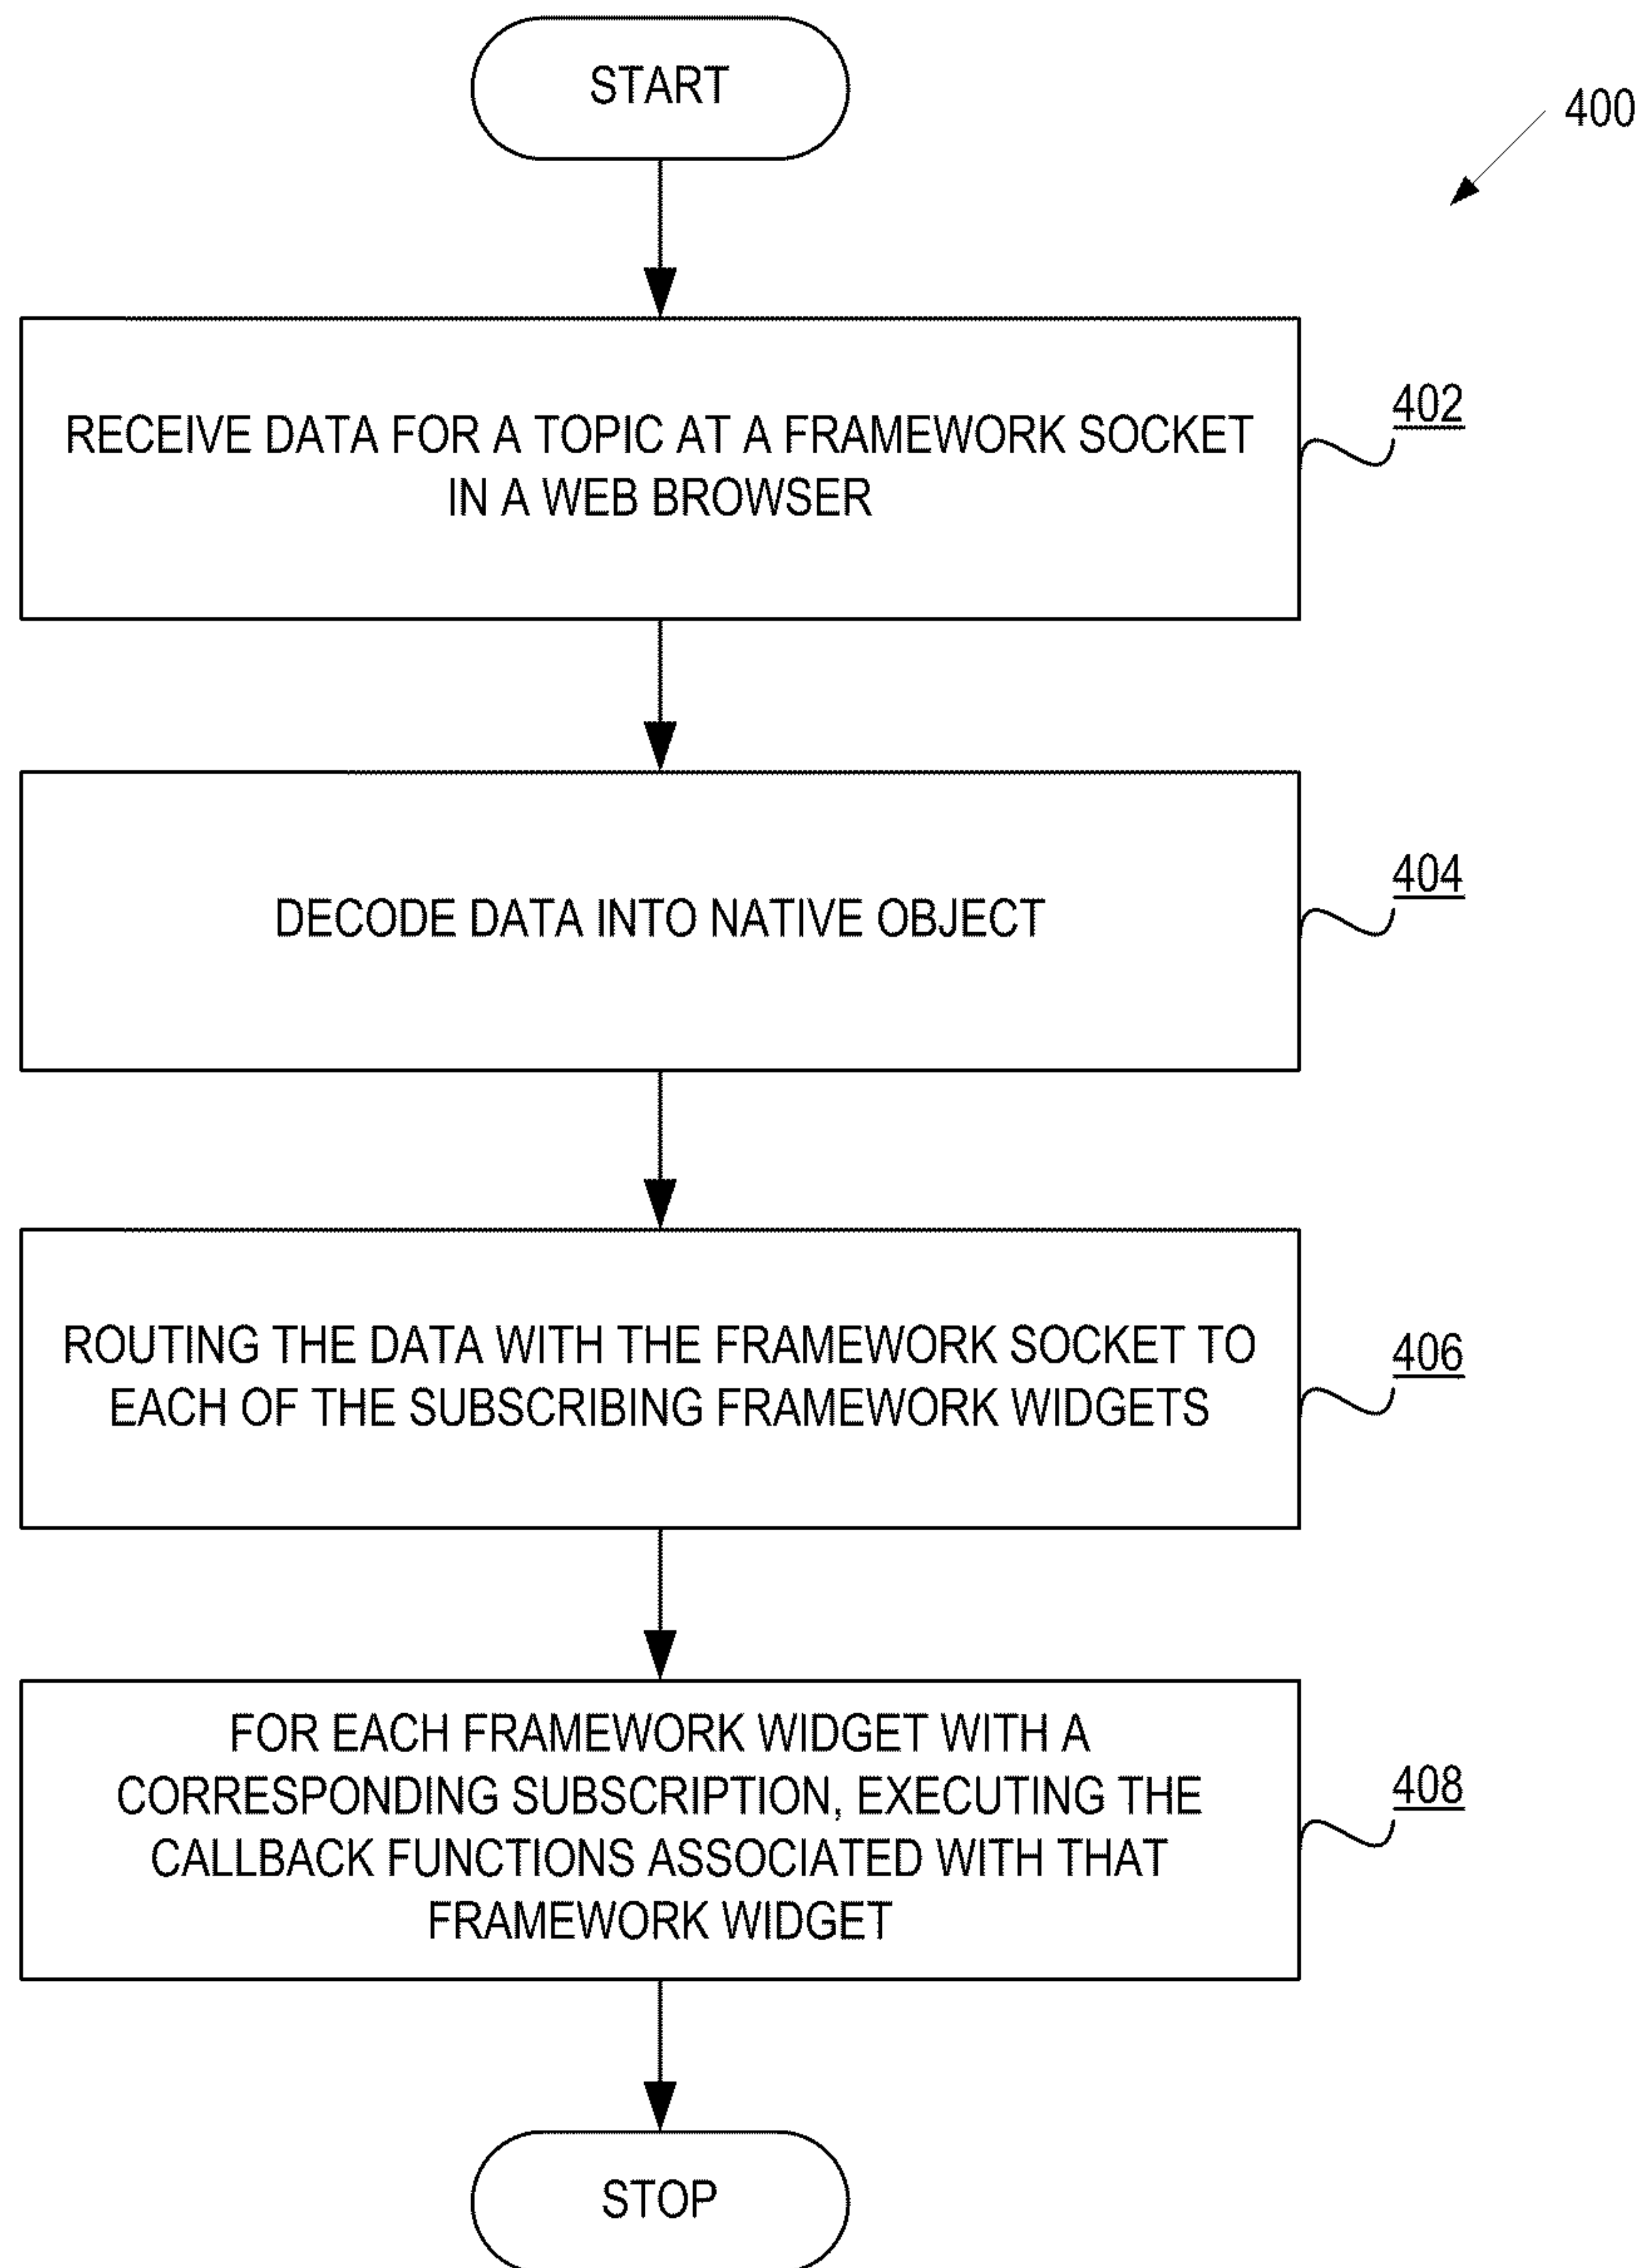 START
400
RECEIVE DATA FOR A TOPIC AT A FRAMEWORK SOCKET
IN A WEB BROWSER
402
DECODE DATA INTO NATIVE OBJECT
404
ROUTING THE DATA WITH THE FRAMEWORK SOCKET TO
EACH OF THE SUBSCRIBING FRAMEWORK WIDGETS
406
FOR EACH FRAMEWORK WIDGET WITH A
CORRESPONDING SUBSCRIPTION, EXECUTING THE
CALLBACK FUNCTIONS ASSOCIATED WITH THAT
FRAMEWORK WIDGET
408
STOP